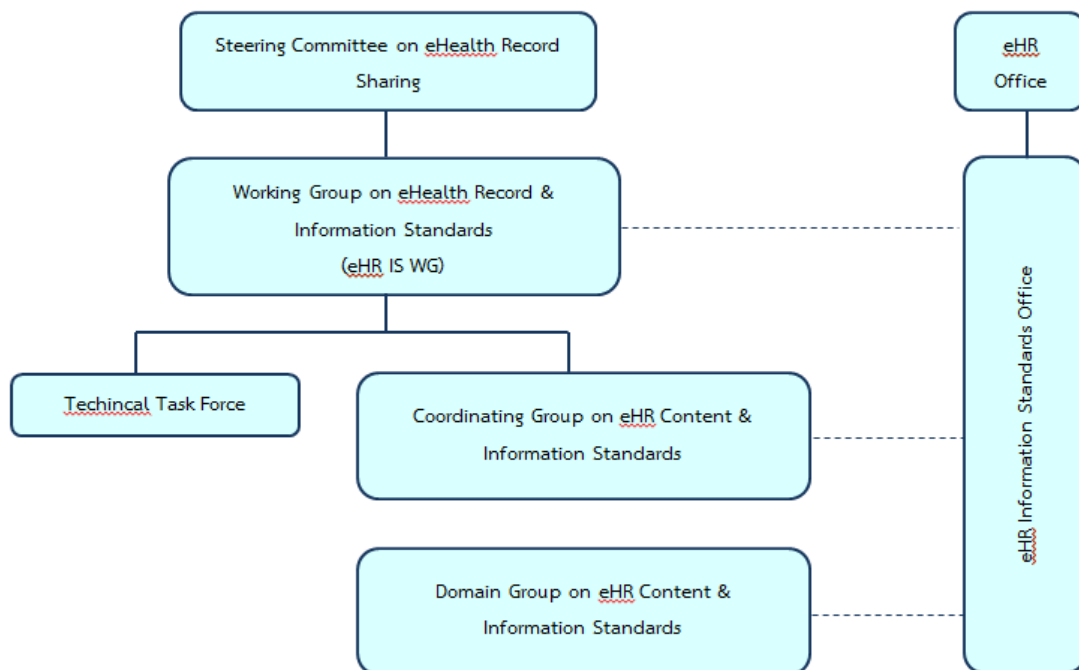 Steering Committee on eHealth Record
Sharing
eHR
Office
Working Group on eHealth Record &
Information Standards
(eHR IS WG)
eHR Information Standards Office
Techincal Task Force
Coordinating Group on eHR Content &
Information Standards
Domain Group on eHR Content &
Information Standards